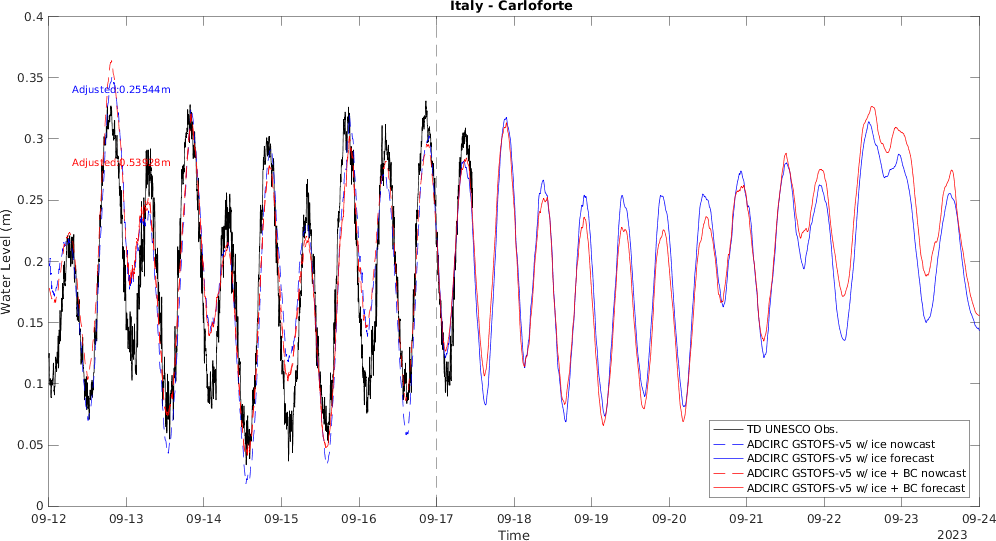 Italy - Carloforte
Water Level (m)
0.4
0.35
0.3
0.25
0.2
0.15
0.1
0.05
0
Adjusted:0.25544m
Adjusted:0.53928m
TD UNESCO Obs.
ADCIRC GSTOFS-v5 w/ ice nowcast
ADCIRC GSTOFS-v5 w/ ice forecast
ADCIRC GSTOFS-v5 w/ ice + BC nowcast
ADCIRC GSTOFS-v5 w/ ice + BC forecast
09-12 09-13 09-14 09-15 09-16 09-17 09-18 09-19 09-20 09-21 09-22 09-23 09-24
Time
2023